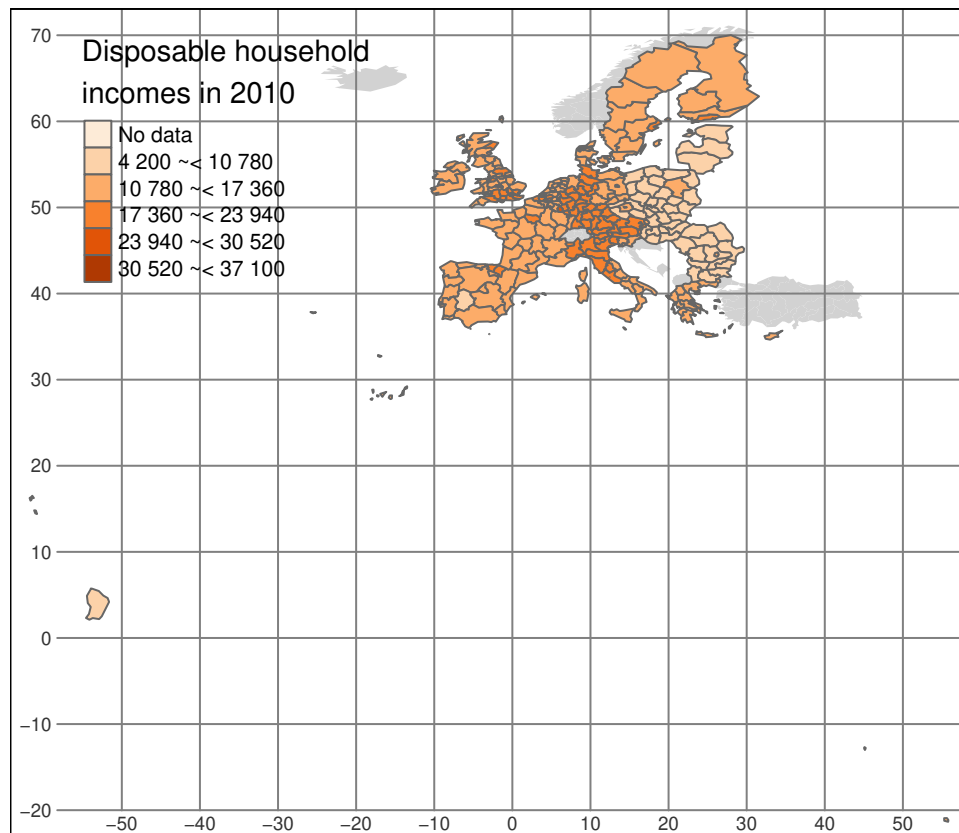 Disposable household
incomes in 2010
No data
4 200 ~< 10 780
10 780 ~< 17 360
17 360 ~< 23 940
23 940 ~< 30 520
30 520 ~< 37 100
70
60
50
40
30
20
10
0
−10
−20
−50 −40 −30 −20 −10 0 10 20 30 40 50